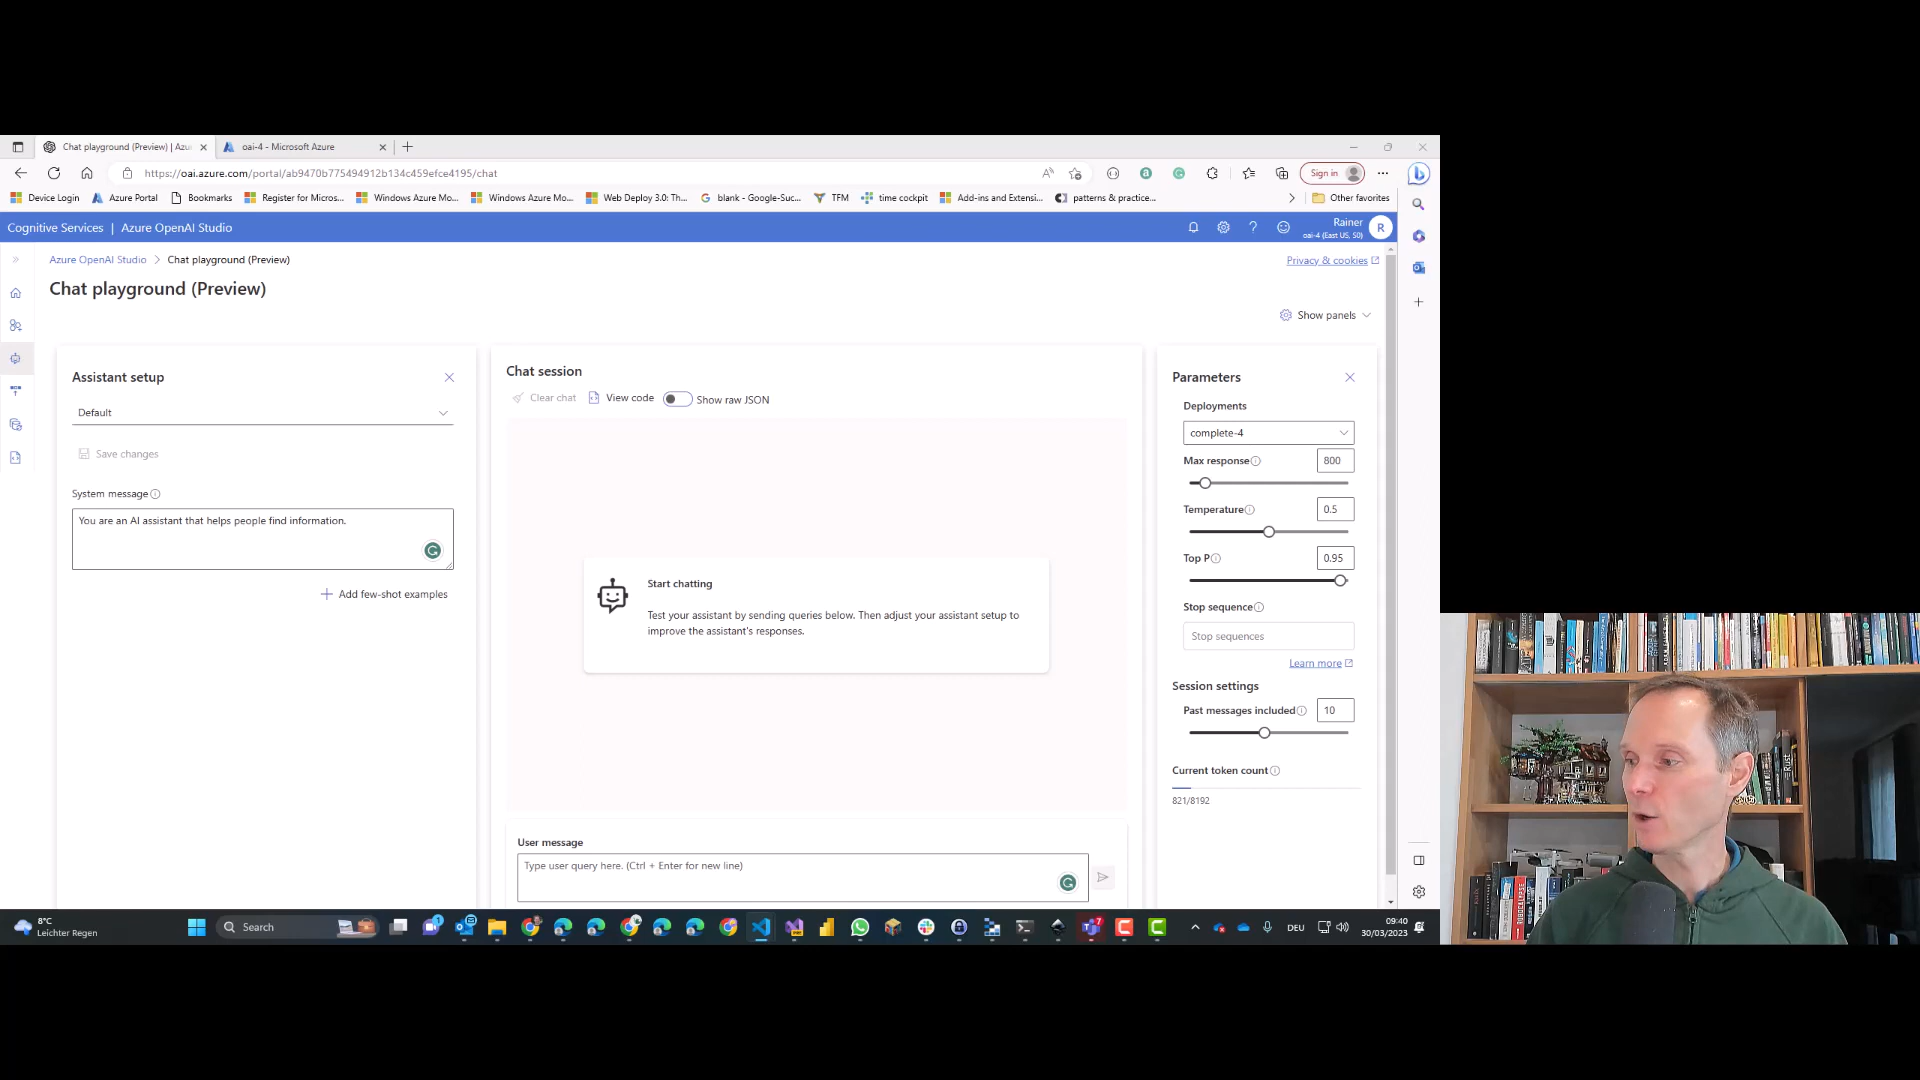 Chat playground (Preview) | Azu
oai-4 - Microsoft Azure
https://oai.azure.com/portal/ab9470b775494912b134c459efce4195/chat
Sign in
Device Login
Azure Portal
Bookmarks
Register for Micros...
Windows Azure Mo...
Windows Azure Mo...
Web Deploy 3.0: Th...
blank - Google-Suc...
TFM
time cockpit
Add-ins and Extensi...
patterns & practice...
Other favorites
Cognitive Services | Azure OpenAI Studio
Rainer
oai-4 (East US, S0)
R
Azure OpenAI Studio > Chat playground (Preview)
Privacy & cookies
Chat playground (Preview)
Show panels
Assistant setup
Default
Save changes
System message
You are an AI assistant that helps people find information.
Add few-shot examples
Chat session
Clear chat
View code
Show raw JSON
Start chatting
Test your assistant by sending queries below. Then adjust your assistant setup to
improve the assistant's responses.
User message
Type user query here. (Ctrl + Enter for new line)
Parameters
Deployments
complete-4
Max response
800
Temperature
0.5
Top P
0.95
Stop sequence
Stop sequences
Learn more
Session settings
Past messages included
10
Current token count
821/8192
8°C
Leichter Regen
Search
DEU
09:40
30/03/2023
Rust